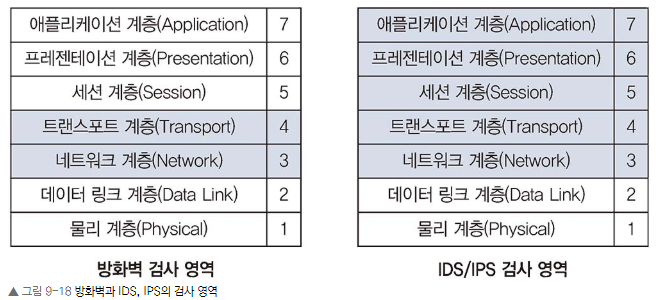 애플리케이션 계층(Application) 7
프레젠테이션 계층(Presentation) 6
세션 계층(Session) 5
트랜스포트 계층(Transport) 4
네트워크 계층(Network) 3
데이터 링크 계층(Data Link) 2
물리 계층(Physical) 1
방화벽 검사 영역
애플리케이션 계층(Application) 7
프레젠테이션 계층(Presentation) 6
세션 계층(Session) 5
트랜스포트 계층(Transport) 4
네트워크 계층(Network) 3
데이터 링크 계층(Data Link) 2
물리 계층(Physical) 1
IDS/IPS 검사 영역
▲ 그림 9-18 방화벽과 IDS, IPS의 검사 영역